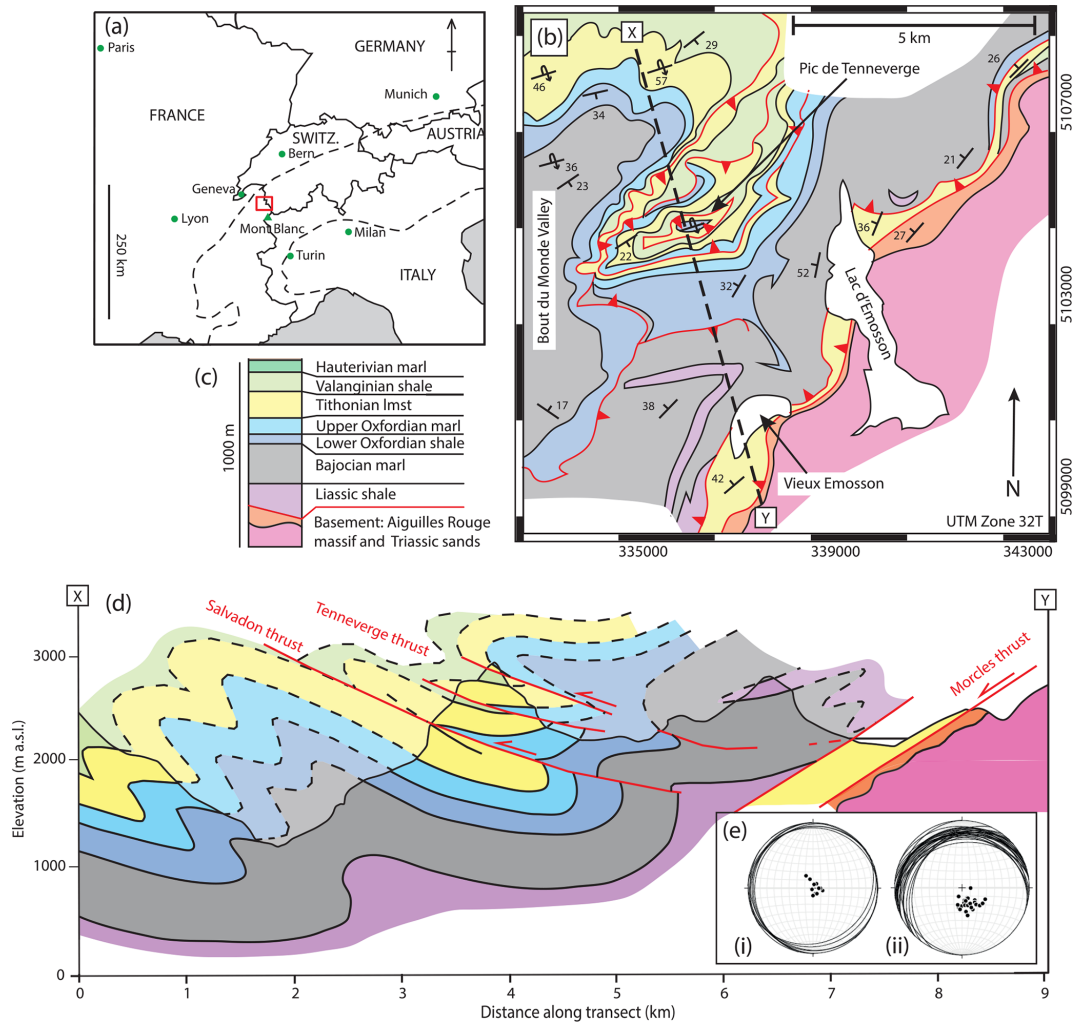 (a)
Paris
GERMANY
Munich
FRANCE
SWITZ.
AUSTRIA
Bern
Geneva
Lyon
Mont Blanc
Milan
Turin
ITALY
250 km
(b)
X
29
5 km
26
57
46
Pic de Tenneverge
34
36
23
21
5107000
Bout du Monde Valley
22
36
27
52
32
Lac d'Emosson
5103000
17
38
42
Vieux Emosson
Y
N
5099000
UTM Zone 32T
335000
339000
343000
(c)
1000 m
Hauterivian marl
Valanginian shale
Tithonian lmst
Upper Oxfordian marl
Lower Oxfordian shale
Bajocian marl
Liassic shale
Basement: Aiguilles Rouge
massif and Triassic sands
(d)
X
Y
Salvadon thrust
Tenneverge thrust
Morcles thrust
Elevation (m a.s.l.)
3000
2000
1000
0
0
1
2
3
4
5
6
7
8
9
Distance along transect (km)
(e)
(i)
(ii)